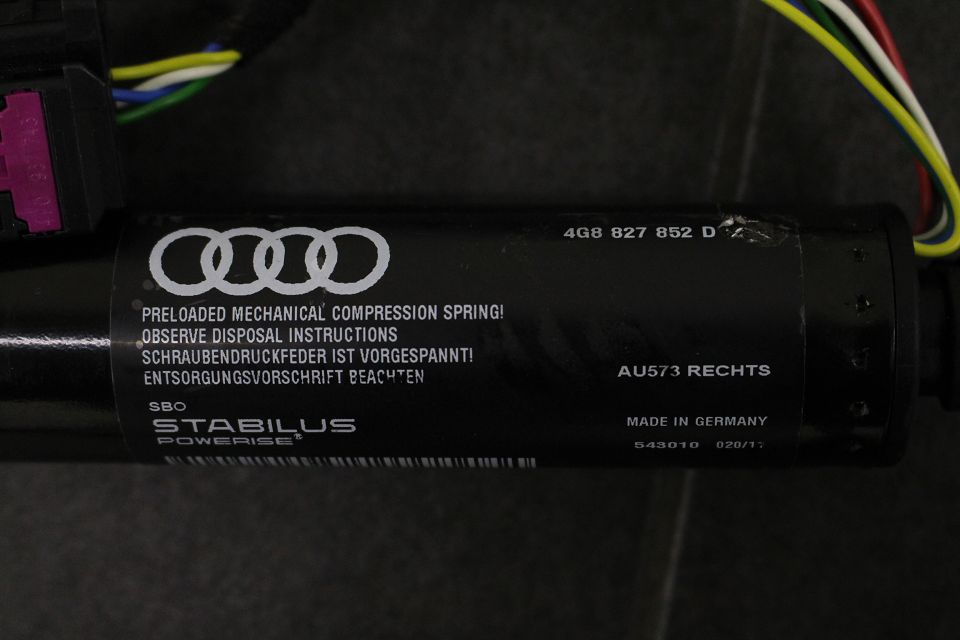 4G8 827 852 D
PRELOADED MECHANICAL COMPRESSION SPRING!
OBSERVE DISPOSAL INSTRUCTIONS
SCHRAUBENDRUCKFEDER IST VORGESPANNT!
ENTSORGUNGSVORSCHRIFT BEACHTEN
AU573 RECHTS
SBO
STABILUS
POWERISE®
MADE IN GERMANY
543010